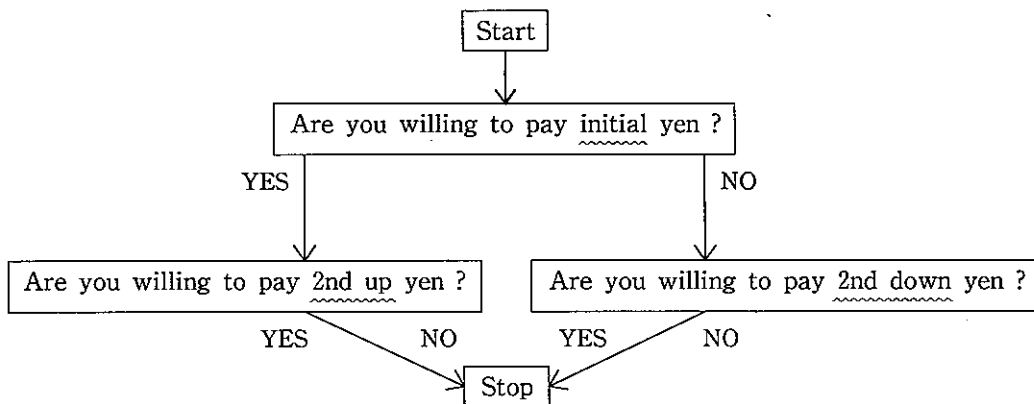 Start
Are you willing to pay initial yen ?
YES
NO
Are you willing to pay 2nd up yen ?
Are you willing to pay 2nd down yen ?
YES
NO
YES
NO
Stop